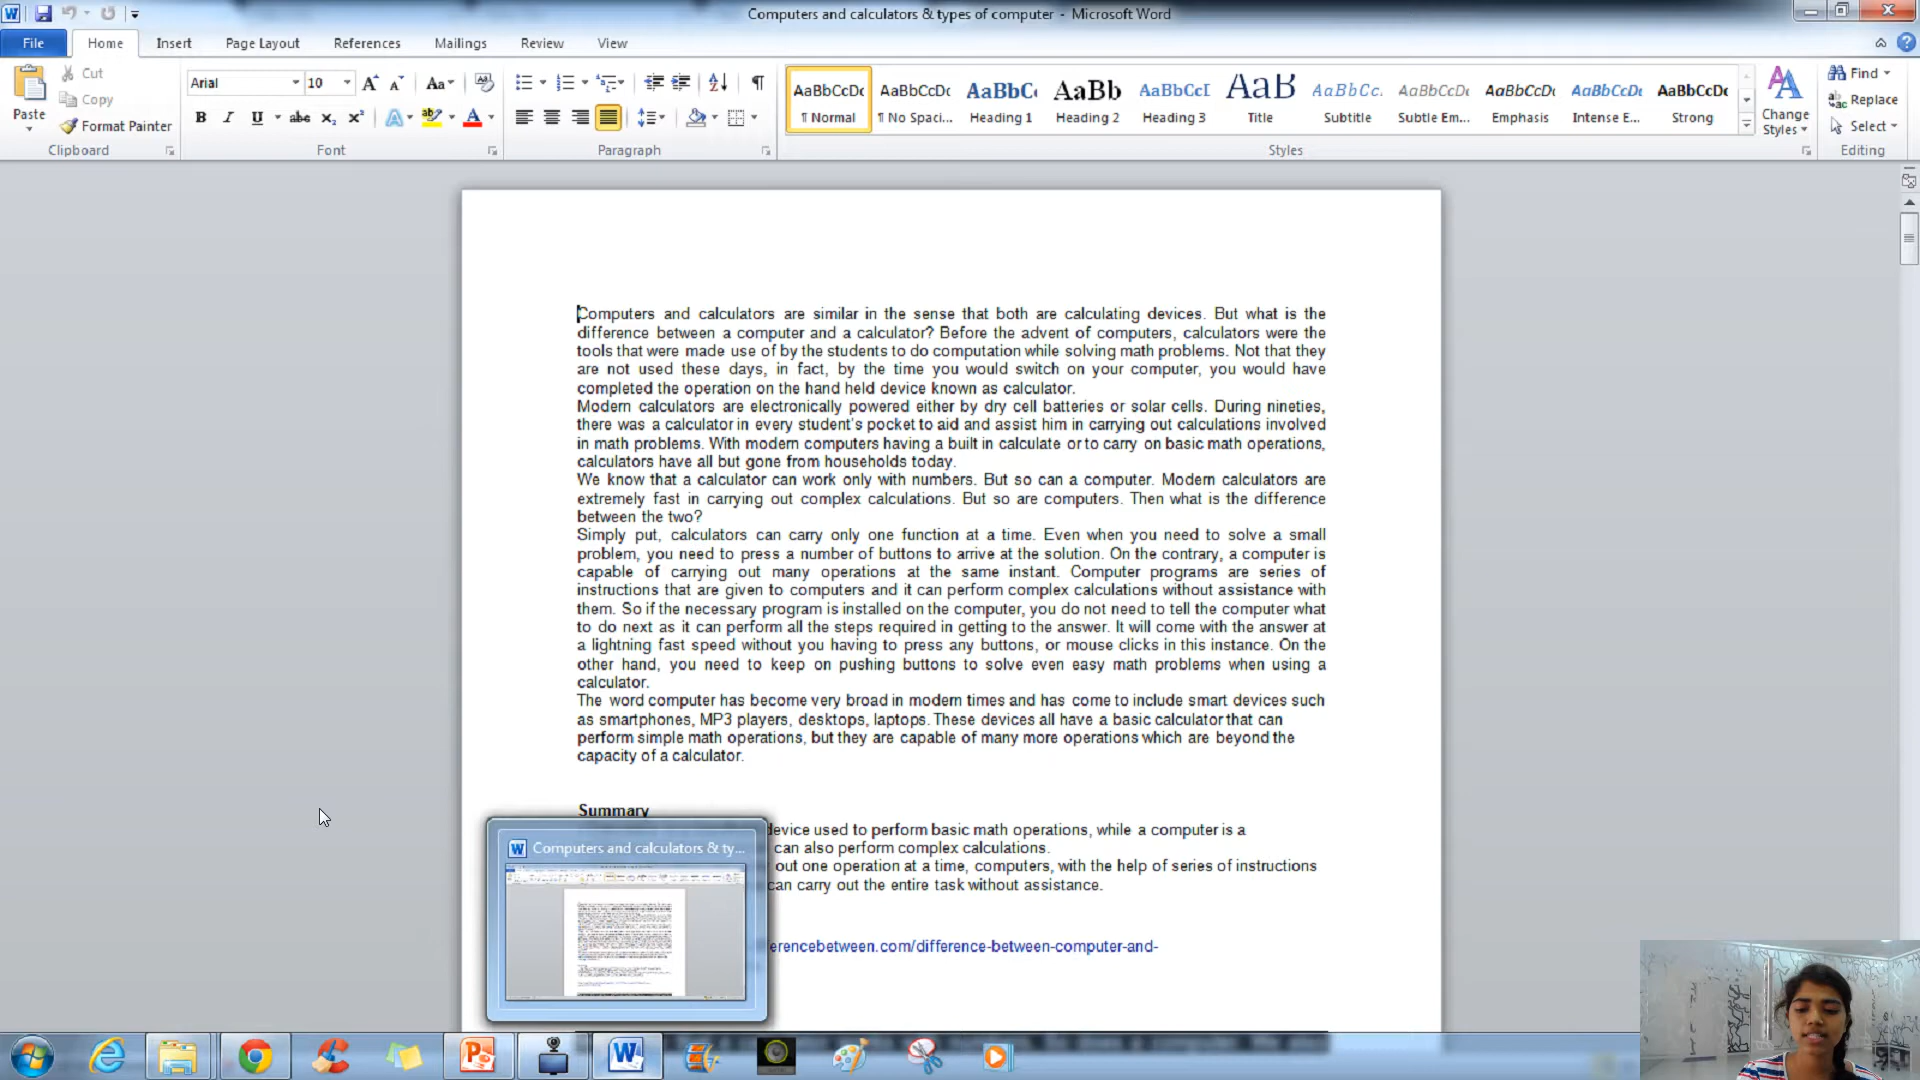 Computers and calculators & types of computer - Microsoft Word
File Home Insert Page Layout References Mailings Review View
Paste
Cut
Copy
Format Painter
Clipboard
Arial 10
Font
Paragraph
AaBbCcDc AaBbCcDc AaBbC AaBb AaBbCcI AaB AaBbCc. AaBbCcDc AaBbCcDc AaBbCcDc AaBbCcDc
¶ Normal ¶ No Spaci... Heading 1 Heading 2 Heading 3 Title Subtitle Subtle Em... Emphasis Intense E... Strong
Styles
Change
Styles
Find
Replace
Select
Editing
Computers and calculators are similar in the sense that both are calculating devices. But what is the
difference between a computer and a calculator? Before the advent of computers, calculators were the
tools that were made use of by the students to do computation while solving math problems. Not that they
are not used these days, in fact, by the time you would switch on your computer, you would have
completed the operation on the hand held device known as calculator.
Modern calculators are electronically powered either by dry cell batteries or solar cells. During nineties,
there was a calculator in every student's pocket to aid and assist him in carrying out calculations involved
in math problems. With modern computers having a built in calculate or to carry on basic math operations,
calculators have all but gone from households today.
We know that a calculator can work only with numbers. But so can a computer. Modern calculators are
extremely fast in carrying out complex calculations. But so are computers. Then what is the difference
between the two?
Simply put, calculators can carry only one function at a time. Even when you need to solve a small
problem, you need to press a number of buttons to arrive at the solution. On the contrary, a computer is
capable of carrying out many operations at the same instant. Computer programs are series of
instructions that are given to computers and it can perform complex calculations without assistance with
them. So if the necessary program is installed on the computer, you do not need to tell the computer what
to do next as it can perform all the steps required in getting to the answer. It will come with the answer at
a lightning fast speed without you having to press any buttons, or mouse clicks in this instance. On the
other hand, you need to keep on pushing buttons to solve even easy math problems when using a
calculator.
The word computer has become very broad in modern times and has come to include smart devices such
as smartphones, MP3 players, desktops, laptops. These devices all have a basic calculator that can
perform simple math operations, but they are capable of many more operations which are beyond the
capacity of a calculator.
Summary
device used to perform basic math operations, while a computer is a
can also perform complex calculations.
out one operation at a time, computers, with the help of series of instructions
can carry out the entire task without assistance.
erencebetween.com/difference-between-computer-and-
Computers and calculators & ty...